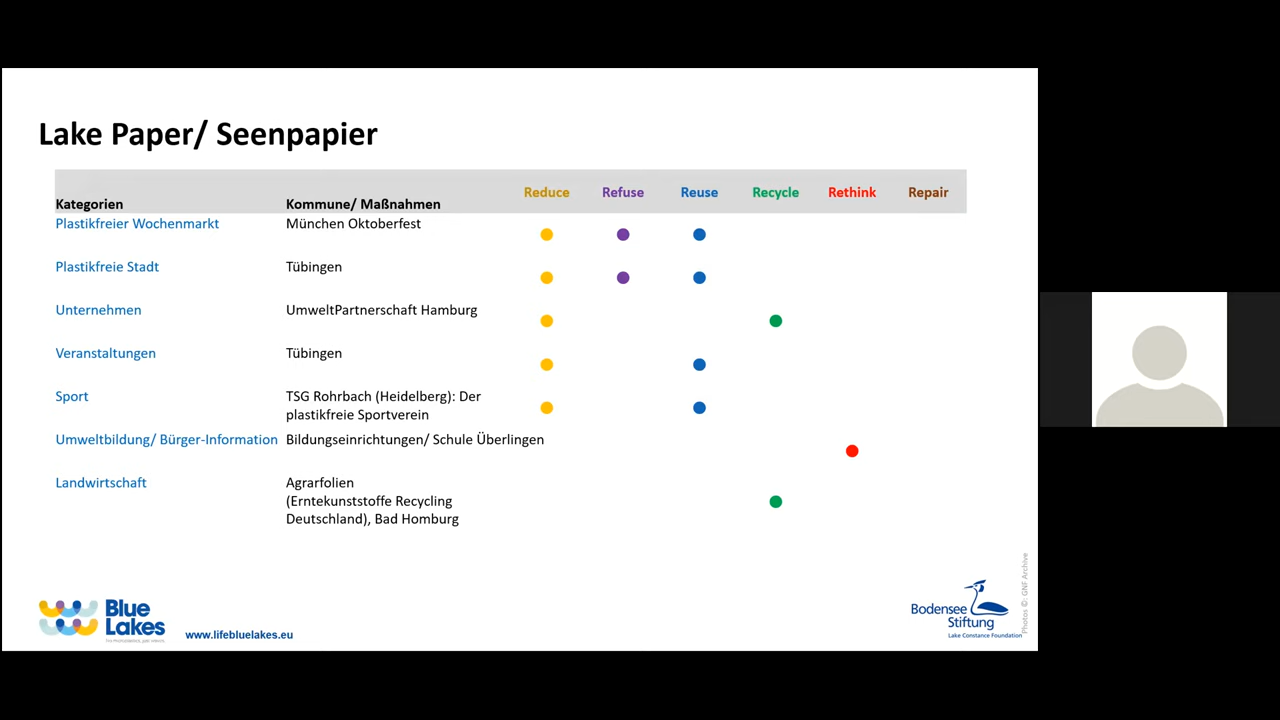 Lake Paper/ Seenpapier
Kategorien Kommune/ Maßnahmen Reduce Refuse Reuse Recycle Rethink Repair
Plastikfreier Wochenmarkt München Oktoberfest
Plastikfreie Stadt Tübingen
Unternehmen UmweltPartnerschaft Hamburg
Veranstaltungen Tübingen
Sport TSG Rohrbach (Heidelberg): Der
plastikfreie Sportverein
Umweltbildung/ Bürger-Information Bildungseinrichtungen/ Schule Überlingen
Landwirtschaft Agrarfolien
(Erntekunststoffe Recycling
Deutschland), Bad Homburg
Blue
Lakes
www.lifebluelakes.eu
Bodensee
Stiftung
Lake Constance Foundation
Photos ©: GNF Archive